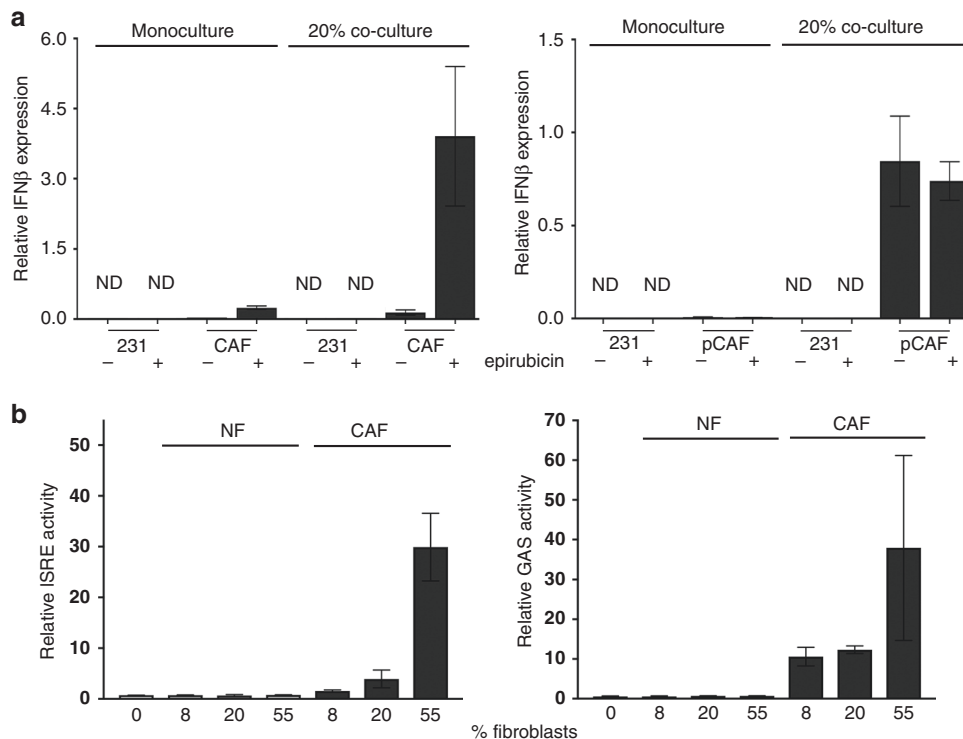 a
Monoculture 20% co-culture
Relative IFNβ expression
6.0
4.5
3.0
1.5
0.0
ND ND ND ND
231 CAF 231 CAF
– + – + – + – +
epirubicin
Monoculture 20% co-culture
Relative IFNβ expression
1.5
1.0
0.5
0.0
ND ND ND ND
231 pCAF 231 pCAF
– + – + – + – +
b
NF CAF
Relative ISRE activity
50
40
30
20
10
0
0 8 20 55 8 20 55
% fibroblasts
NF CAF
Relative GAS activity
70
60
50
40
30
20
10
0
0 8 20 55 8 20 55